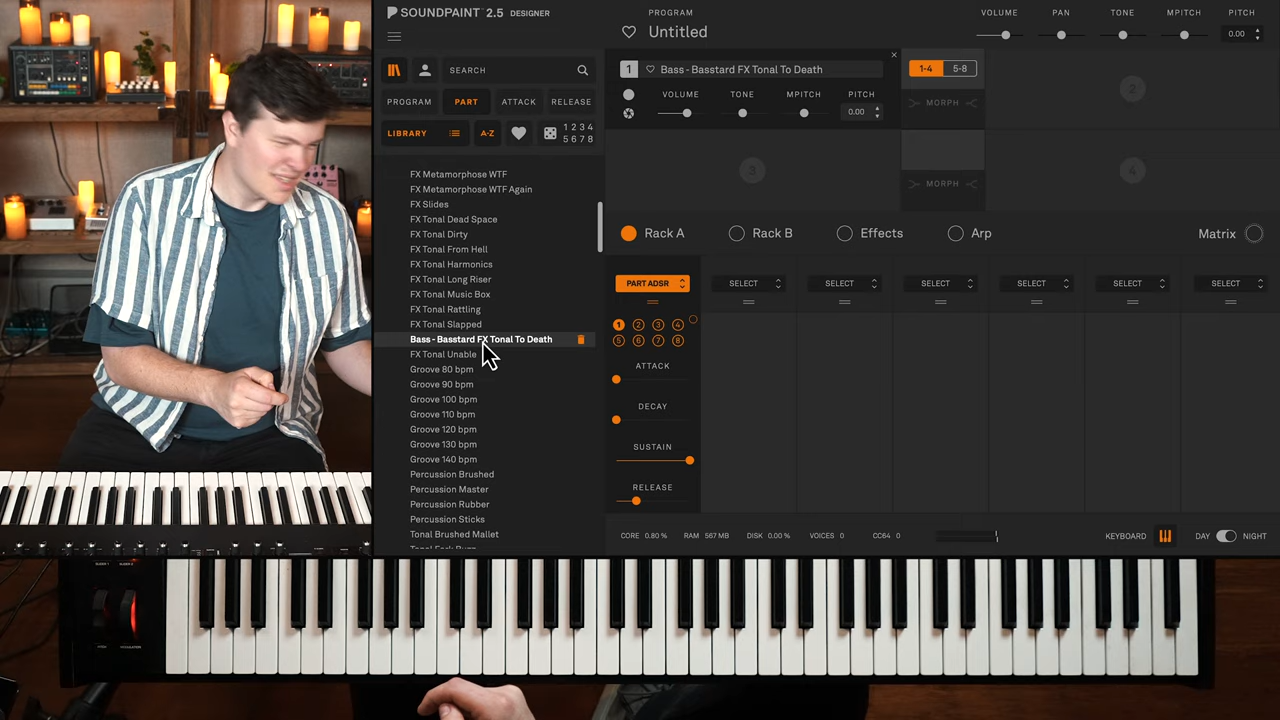 SOUNDPAINT 2.5 DESIGNER
PROGRAM
Untitled
VOLUME PAN TONE MPITCH PITCH
0.00
SEARCH
PROGRAM PART ATTACK RELEASE
LIBRARY A-Z 1 2 3 4
5 6 7 8
FX Metamorphose WTF
FX Metamorphose WTF Again
FX Slides
FX Tonal Dead Space
FX Tonal Dirty
FX Tonal From Hell
FX Tonal Harmonics
FX Tonal Long Riser
FX Tonal Music Box
FX Tonal Rattling
FX Tonal Slapped
Bass - Basstard FX Tonal To Death
FX Tonal Unable
Groove 80 bpm
Groove 90 bpm
Groove 100 bpm
Groove 110 bpm
Groove 120 bpm
Groove 130 bpm
Groove 140 bpm
Percussion Brushed
Percussion Master
Percussion Rubber
Percussion Sticks
Tonal Brushed Mallet
1 Bass - Basstard FX Tonal To Death
VOLUME TONE MPITCH PITCH
0.00
1-4 5-8
MORPH
2
3
MORPH
4
Rack A Rack B Effects Arp Matrix
PART ADSR SELECT SELECT SELECT SELECT SELECT SELECT
1 2 3 4
5 6 7 8
ATTACK
DECAY
SUSTAIN
RELEASE
CORE 0.80 % RAM 567 MB DISK 0.00 % VOICES 0 CC64 0 KEYBOARD DAY NIGHT